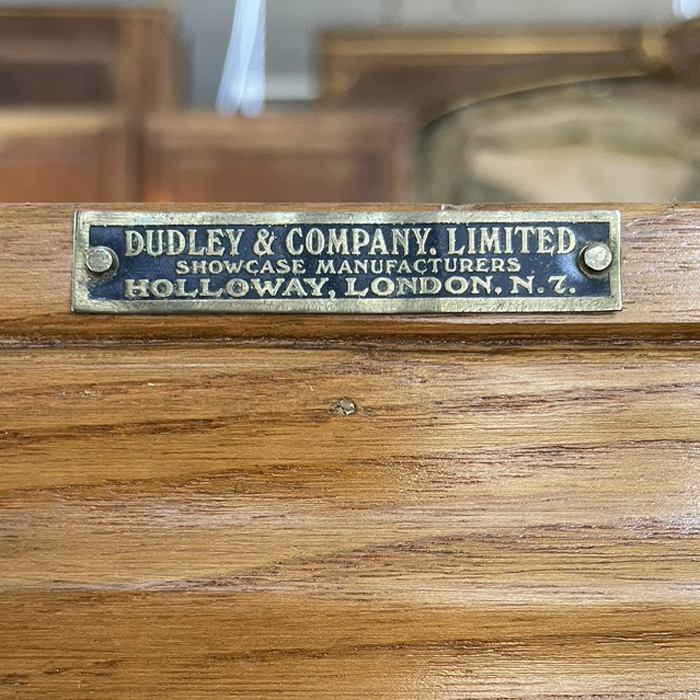 DUDLEY & COMPANY. LIMITED
SHOWCASE MANUFACTURERS
HOLLOWAY, LONDON. N. 7.